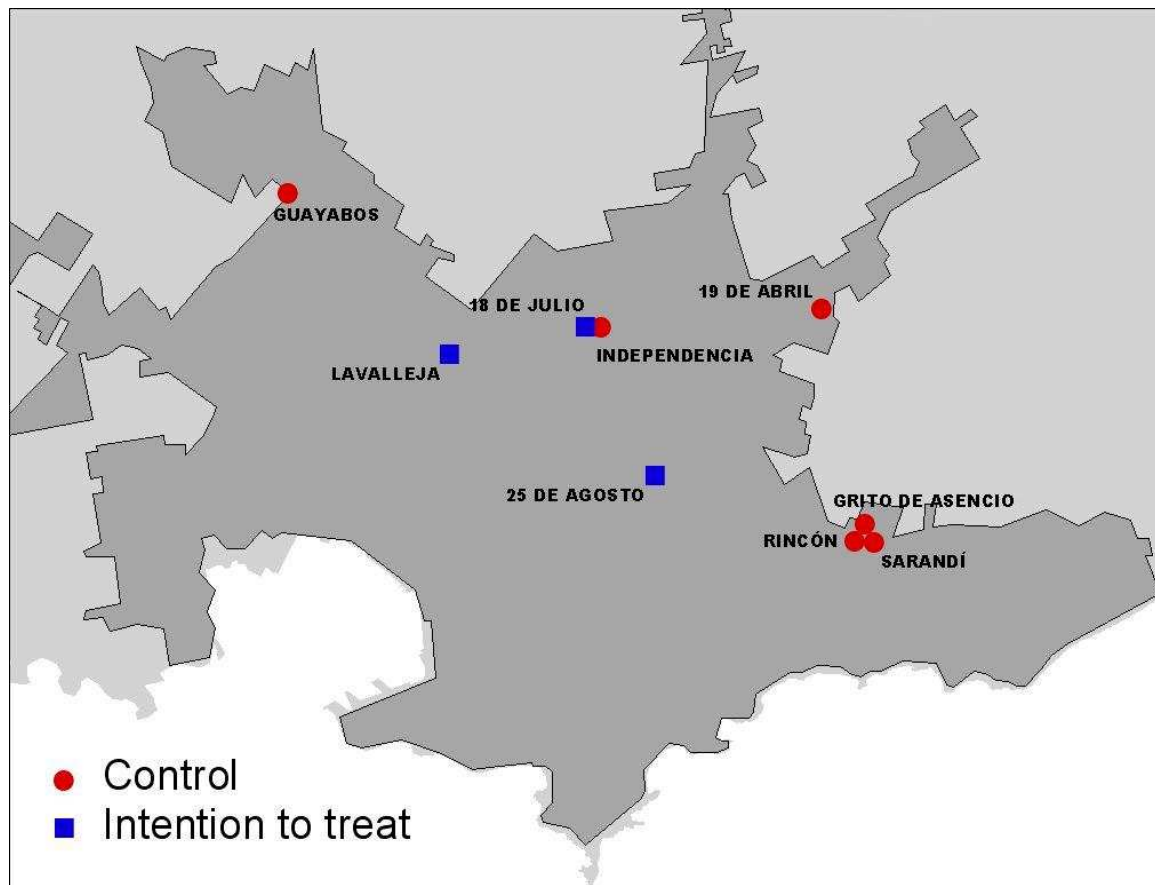 GUAYABOS
19 DE ABRIL
18 DE JULIO
INDEPENDENCIA
LAVALLEJA
25 DE AGOSTO
GRITO DE ASENCIO
RINCÓN
SARANDÍ
Control
Intention to treat